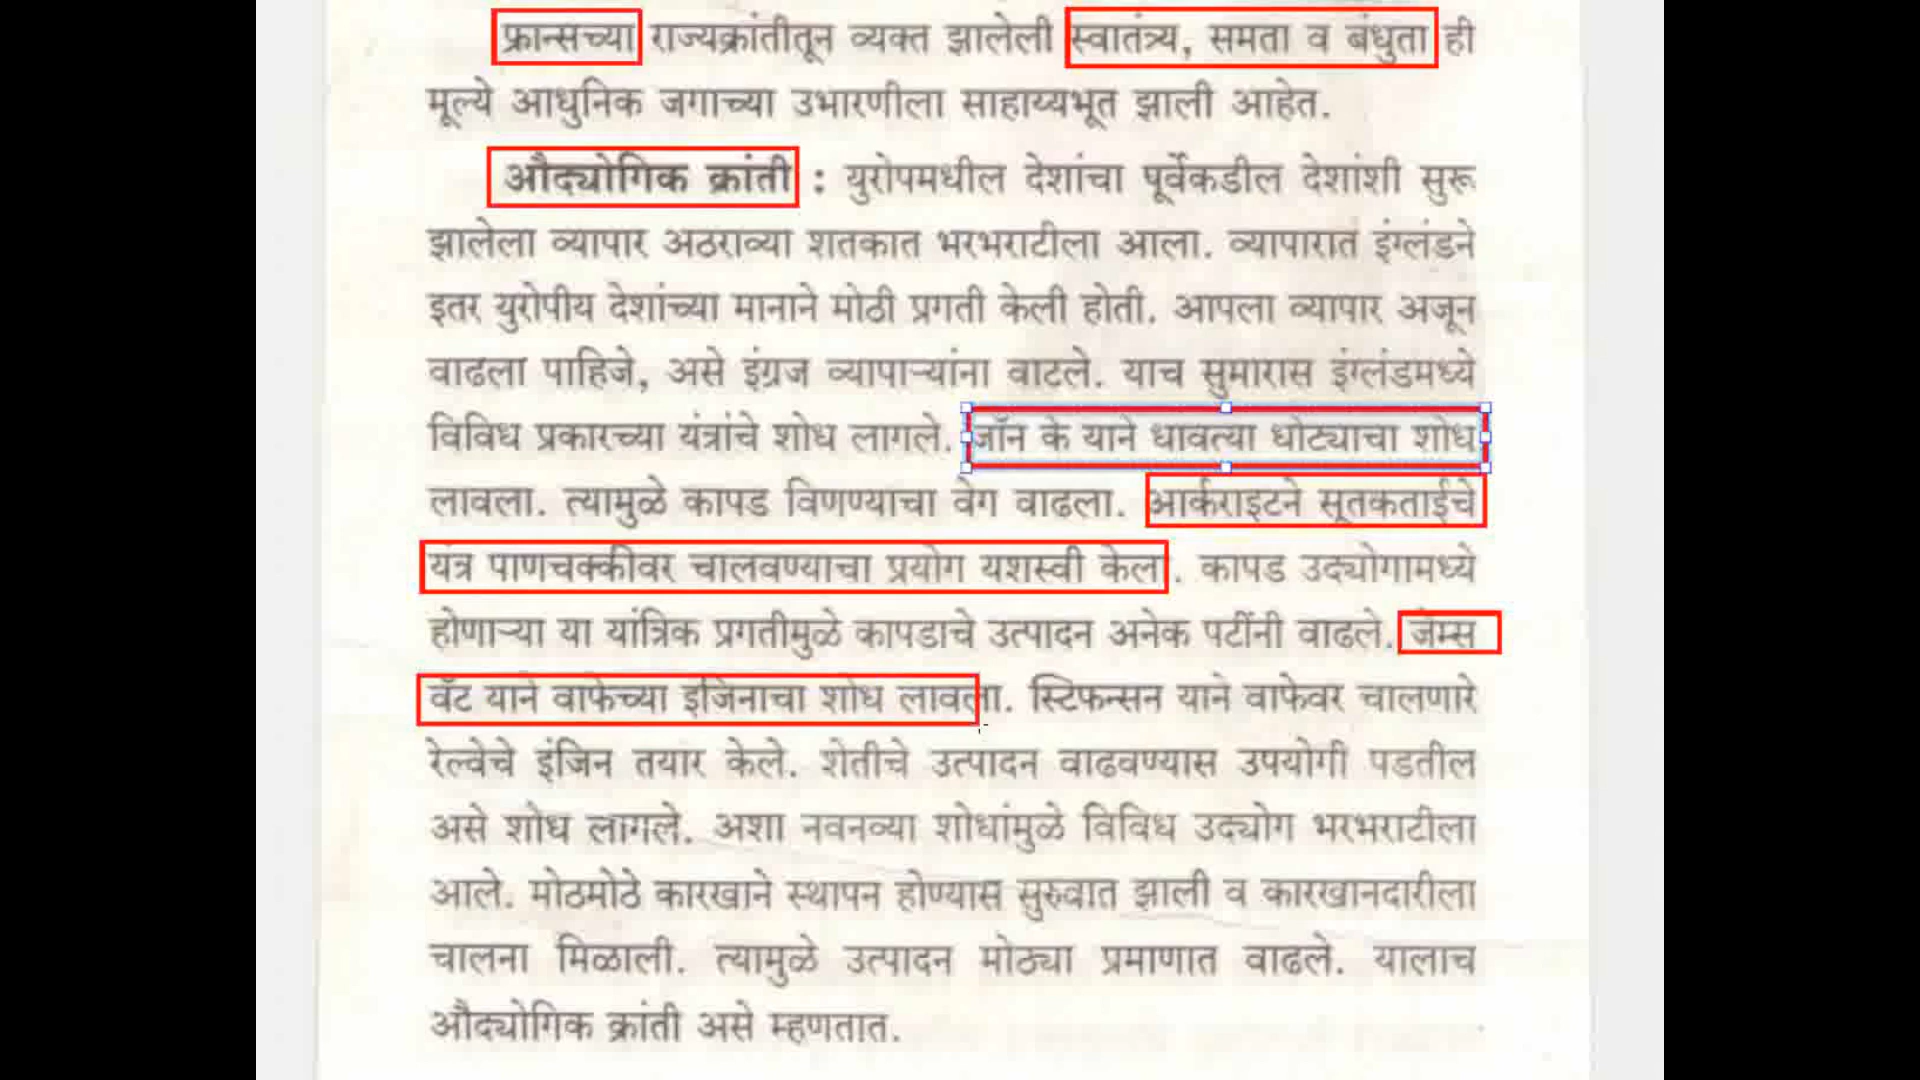 फ्रान्सच्या राज्यक्रांतीतून व्यक्त झालेली स्वातंत्र्य, समता व बंधुता ही
मूल्ये आधुनिक जगाच्या उभारणीला साहाय्यभूत झाली आहेत.
औद्योगिक क्रांती : युरोपमधील देशांचा पूर्वेकडील देशांशी सुरू
झालेला व्यापार अठराव्या शतकात भरभराटीला आला. व्यापारात इंग्लंडने
इतर युरोपीय देशांच्या मानाने मोठी प्रगती केली होती. आपला व्यापार अजून
वाढला पाहिजे, असे इंग्रज व्यापाऱ्यांना वाटले. याच सुमारास इंग्लंडमध्ये
विविध प्रकारच्या यंत्रांचे शोध लागले. जॉन के याने धावत्या धोट्याचा शोध
लावला. त्यामुळे कापड विणण्याचा वेग वाढला. आर्कराइटने सूतकताईचे
यंत्र पाणचक्कीवर चालवण्याचा प्रयोग यशस्वी केला. कापड उद्योगामध्ये
होणाऱ्या या यांत्रिक प्रगतीमुळे कापडाचे उत्पादन अनेक पटींनी वाढले. जेम्स
वॅट याने वाफेच्या इंजिनाचा शोध लावला. स्टिफन्सन याने वाफेवर चालणारे
रेल्वेचे इंजिन तयार केले. शेतीचे उत्पादन वाढवण्यास उपयोगी पडतील
असे शोध लागले. अशा नवनव्या शोधांमुळे विविध उद्योग भरभराटीला
आले. मोठमोठे कारखाने स्थापन होण्यास सुरुवात झाली व कारखानदारीला
चालना मिळाली. त्यामुळे उत्पादन मोठ्या प्रमाणात वाढले. यालाच
औद्योगिक क्रांती असे म्हणतात.